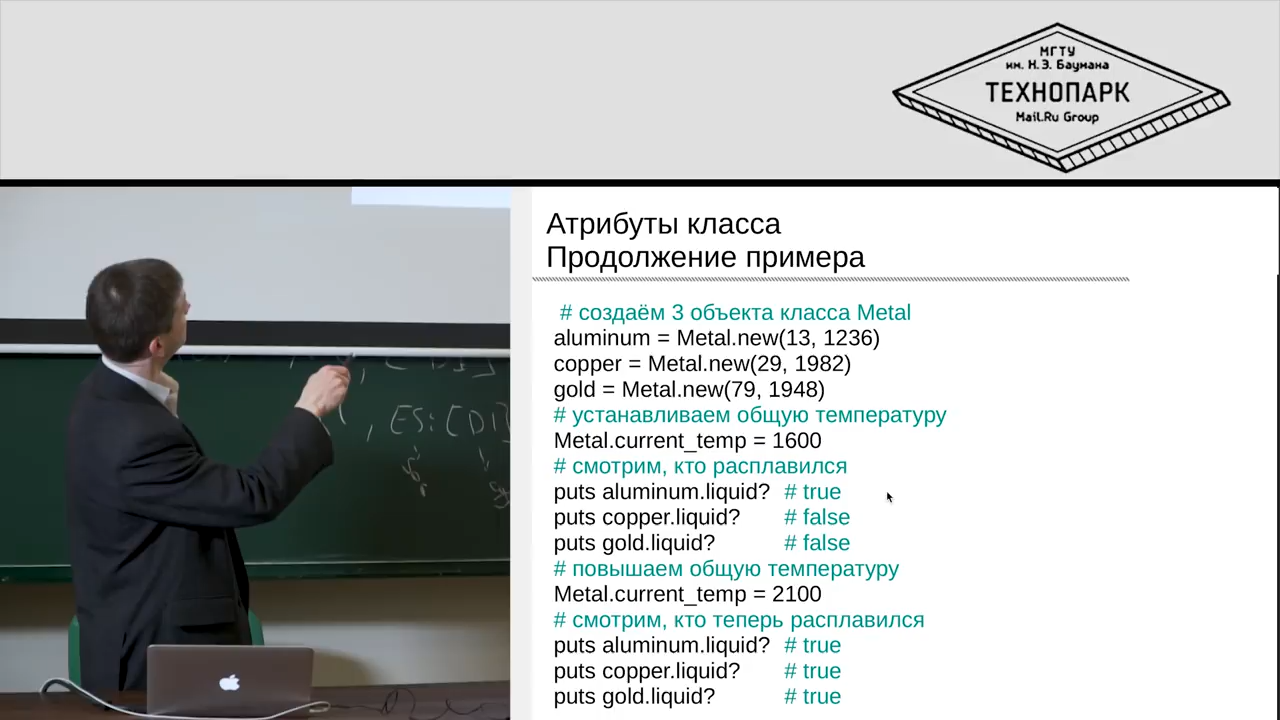 МГТУ
им. Н.Э. Баумана
ТЕХНОПАРК
Mail.Ru Group
Атрибуты класса
Продолжение примера
# создаём 3 объекта класса Metal
aluminum = Metal.new(13, 1236)
copper = Metal.new(29, 1982)
gold = Metal.new(79, 1948)
# устанавливаем общую температуру
Metal.current_temp = 1600
# смотрим, кто расплавился
puts aluminum.liquid? # true
puts copper.liquid? # false
puts gold.liquid? # false
# повышаем общую температуру
Metal.current_temp = 2100
# смотрим, кто теперь расплавился
puts aluminum.liquid? # true
puts copper.liquid? # true
puts gold.liquid? # true